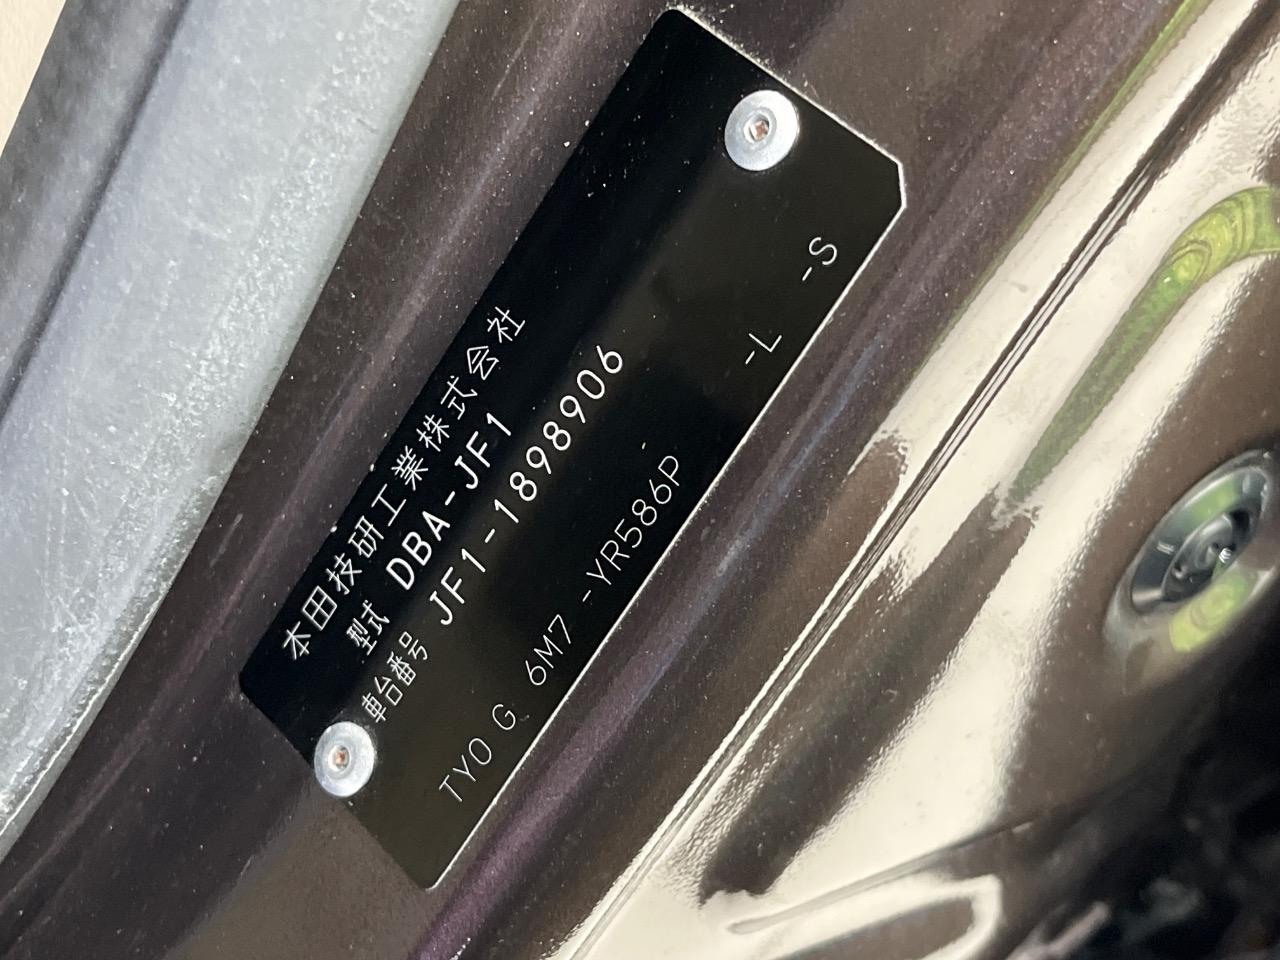 本田技研工業株式会社
型式 DBA-JF1
車台番号 JF1-1898906
TYO G 6M7 -YR586P -L -S